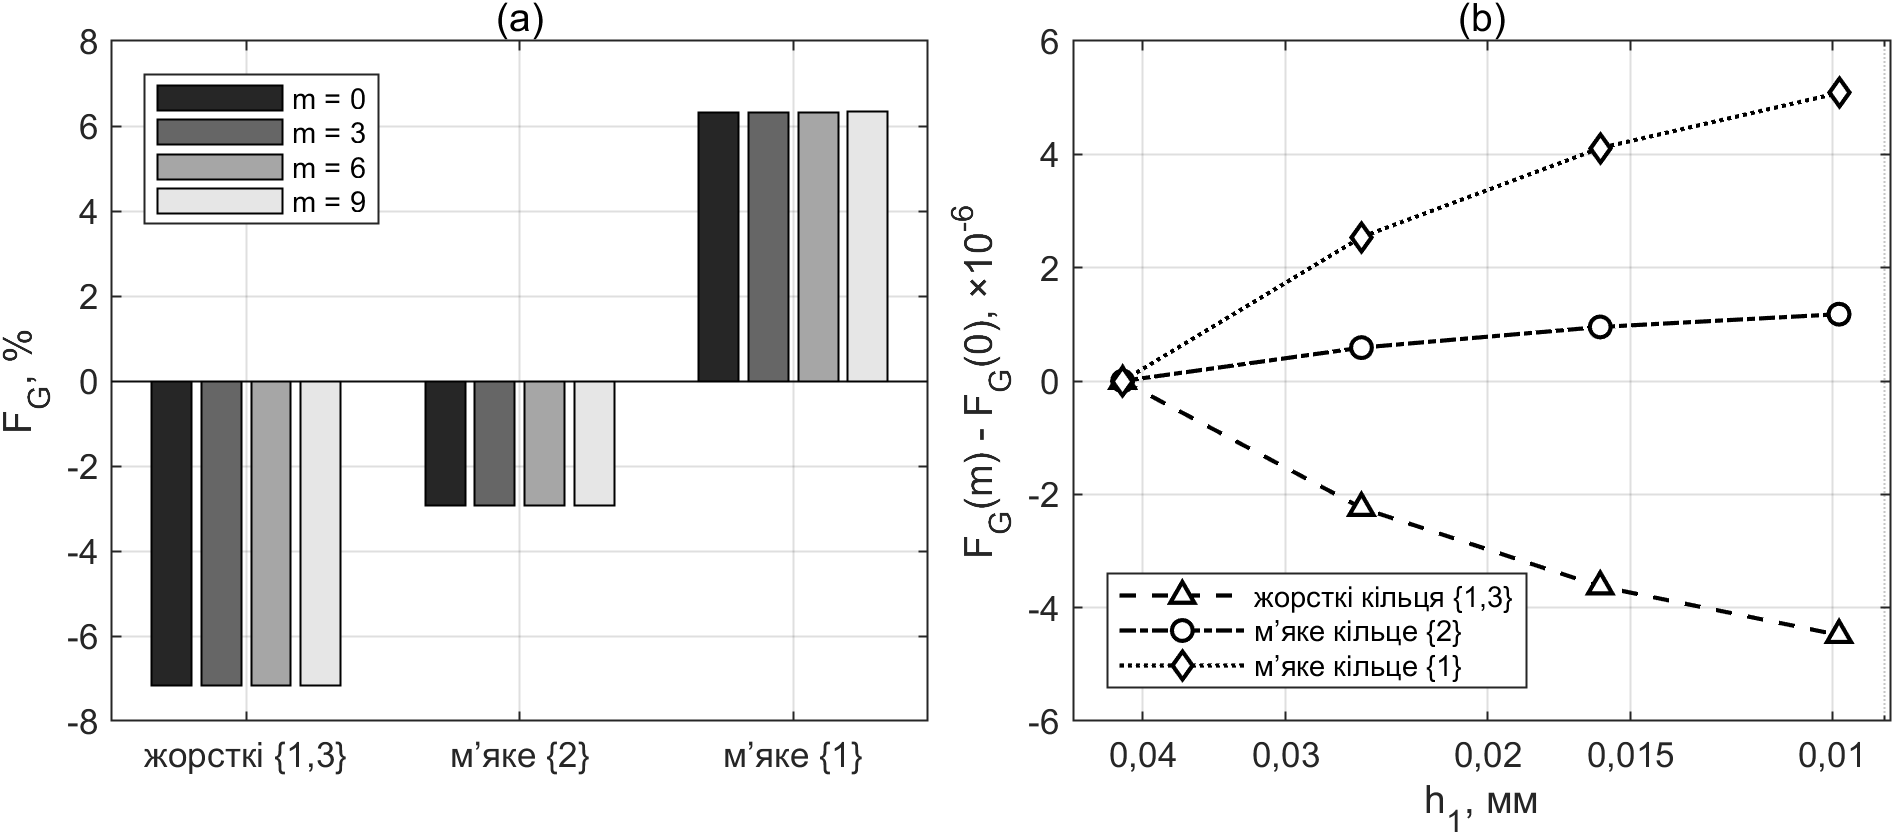 (a)
8
6
4
2
0
-2
-4
-6
-8
F_G, %
m = 0
m = 3
m = 6
m = 9
жорсткі {1,3}
м’яке {2}
м’яке {1}
(b)
6
4
2
0
-2
-4
-6
F_G(m) - F_G(0), ×10^-6
жорсткі кільця {1,3}
м’яке кільце {2}
м’яке кільце {1}
0,04
0,03
0,02
0,015
0,01
h_1, мм